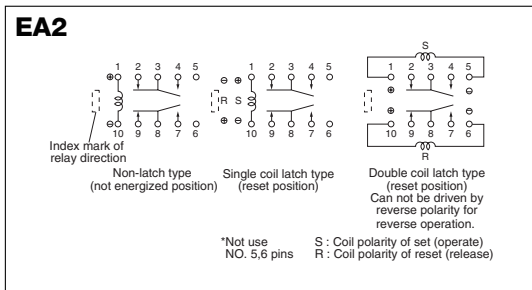 EA2
1 2 3 4 5
⊕
⊖
10 9 8 7 6
Index mark of
relay direction
Non-latch type
(not energized position)
⊖ ⊕
R S
⊕ ⊖
1 2 3 4 5
10 9 8 7 6
Single coil latch type
(reset position)
S
1 2 3 4 5
⊕ ⊖
⊕ ⊖
10 9 8 7 6
R
Double coil latch type
(reset position)
Can not be driven by
reverse polarity for
reverse operation.
*Not use
NO. 5,6 pins
S : Coil polarity of set (operate)
R : Coil polarity of reset (release)